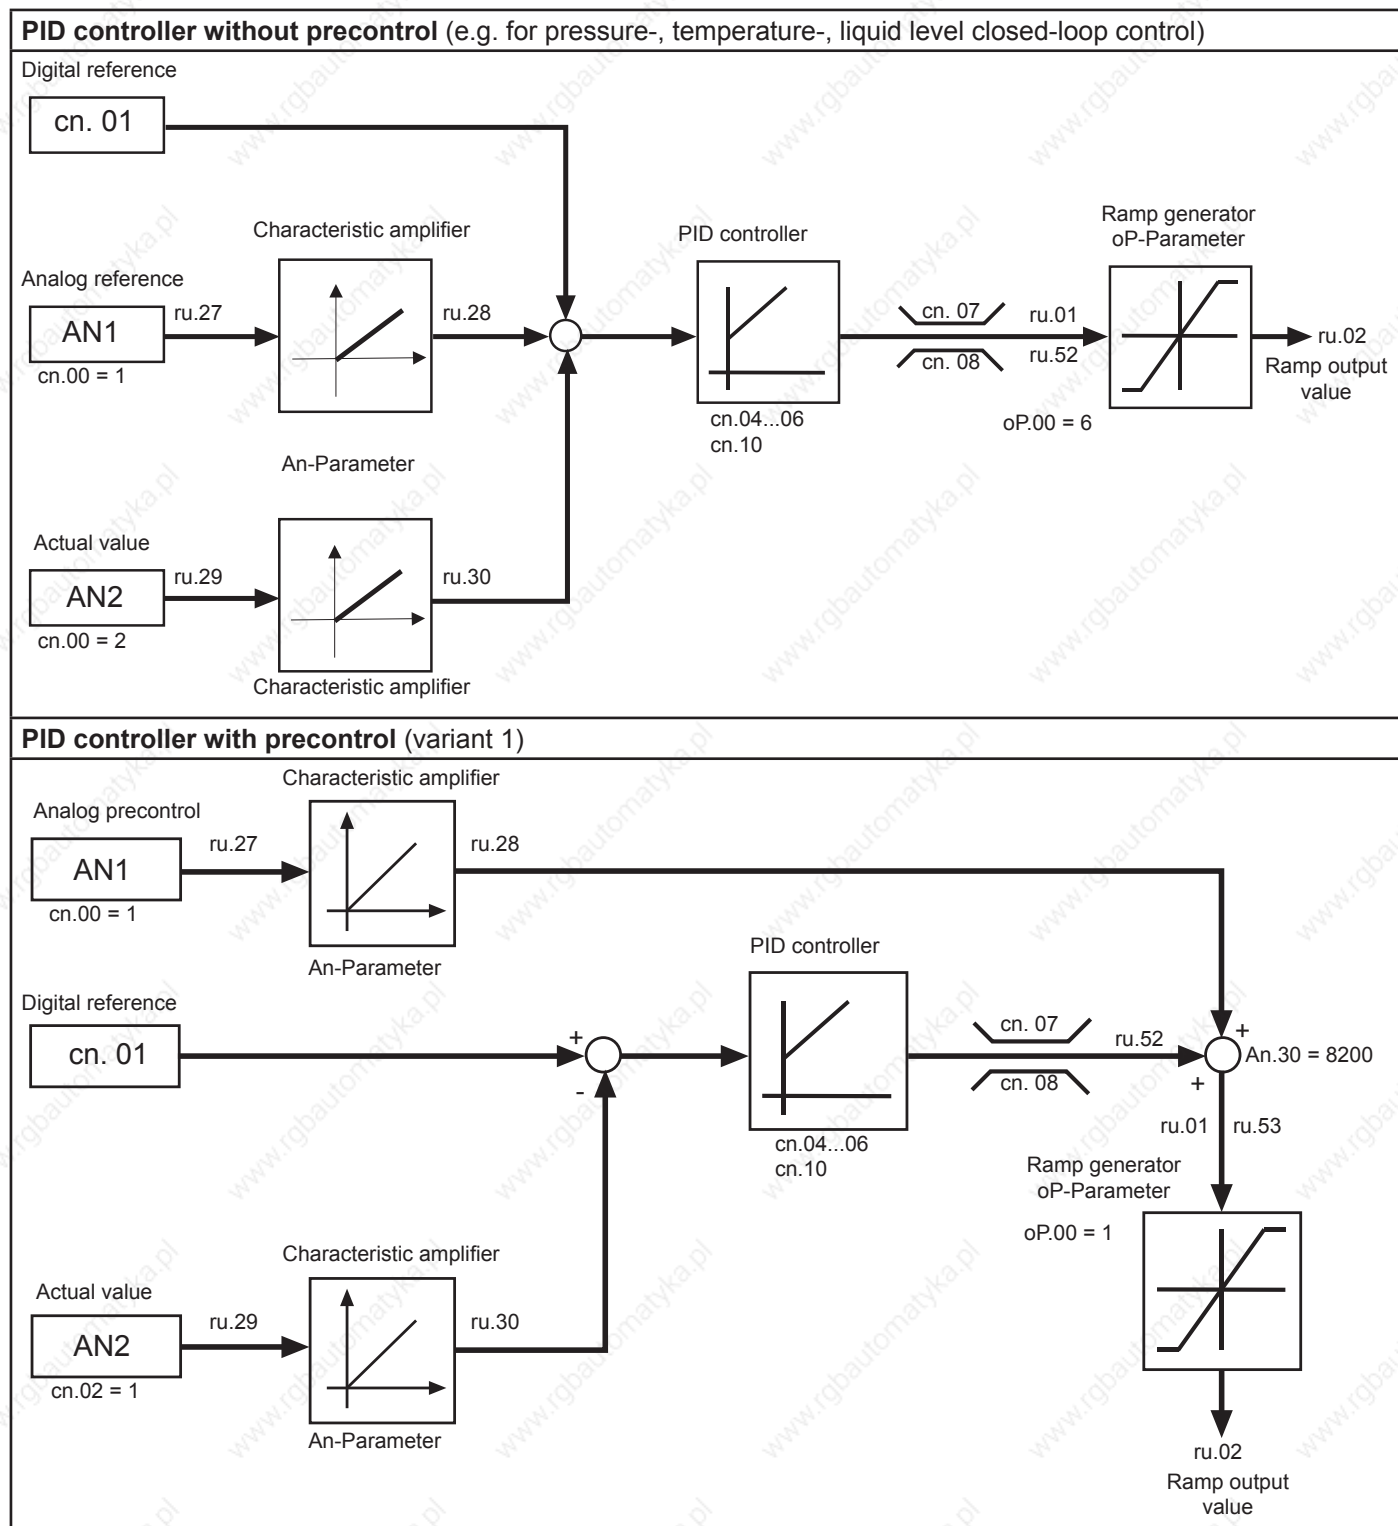 PID controller without precontrol (e.g. for pressure-, temperature-, liquid level closed-loop control)
Digital reference
cn. 01
Characteristic amplifier
PID controller
Ramp generator
oP-Parameter
Analog reference
AN1
ru.27
ru.28
cn. 07
ru.01
cn. 08
ru.52
ru.02
Ramp output
value
cn.00 = 1
cn.04...06
cn.10
oP.00 = 6
An-Parameter
Actual value
AN2
ru.29
ru.30
cn.00 = 2
Characteristic amplifier
PID controller with precontrol (variant 1)
Characteristic amplifier
Analog precontrol
AN1
ru.27
ru.28
cn.00 = 1
An-Parameter
PID controller
Digital reference
cn. 01
+
-
cn. 07
cn. 08
ru.52
+
+
An.30 = 8200
cn.04...06
cn.10
ru.01
ru.53
Ramp generator
oP-Parameter
oP.00 = 1
Characteristic amplifier
Actual value
AN2
ru.29
ru.30
cn.02 = 1
An-Parameter
ru.02
Ramp output
value
www.rgbautomatyka.pl